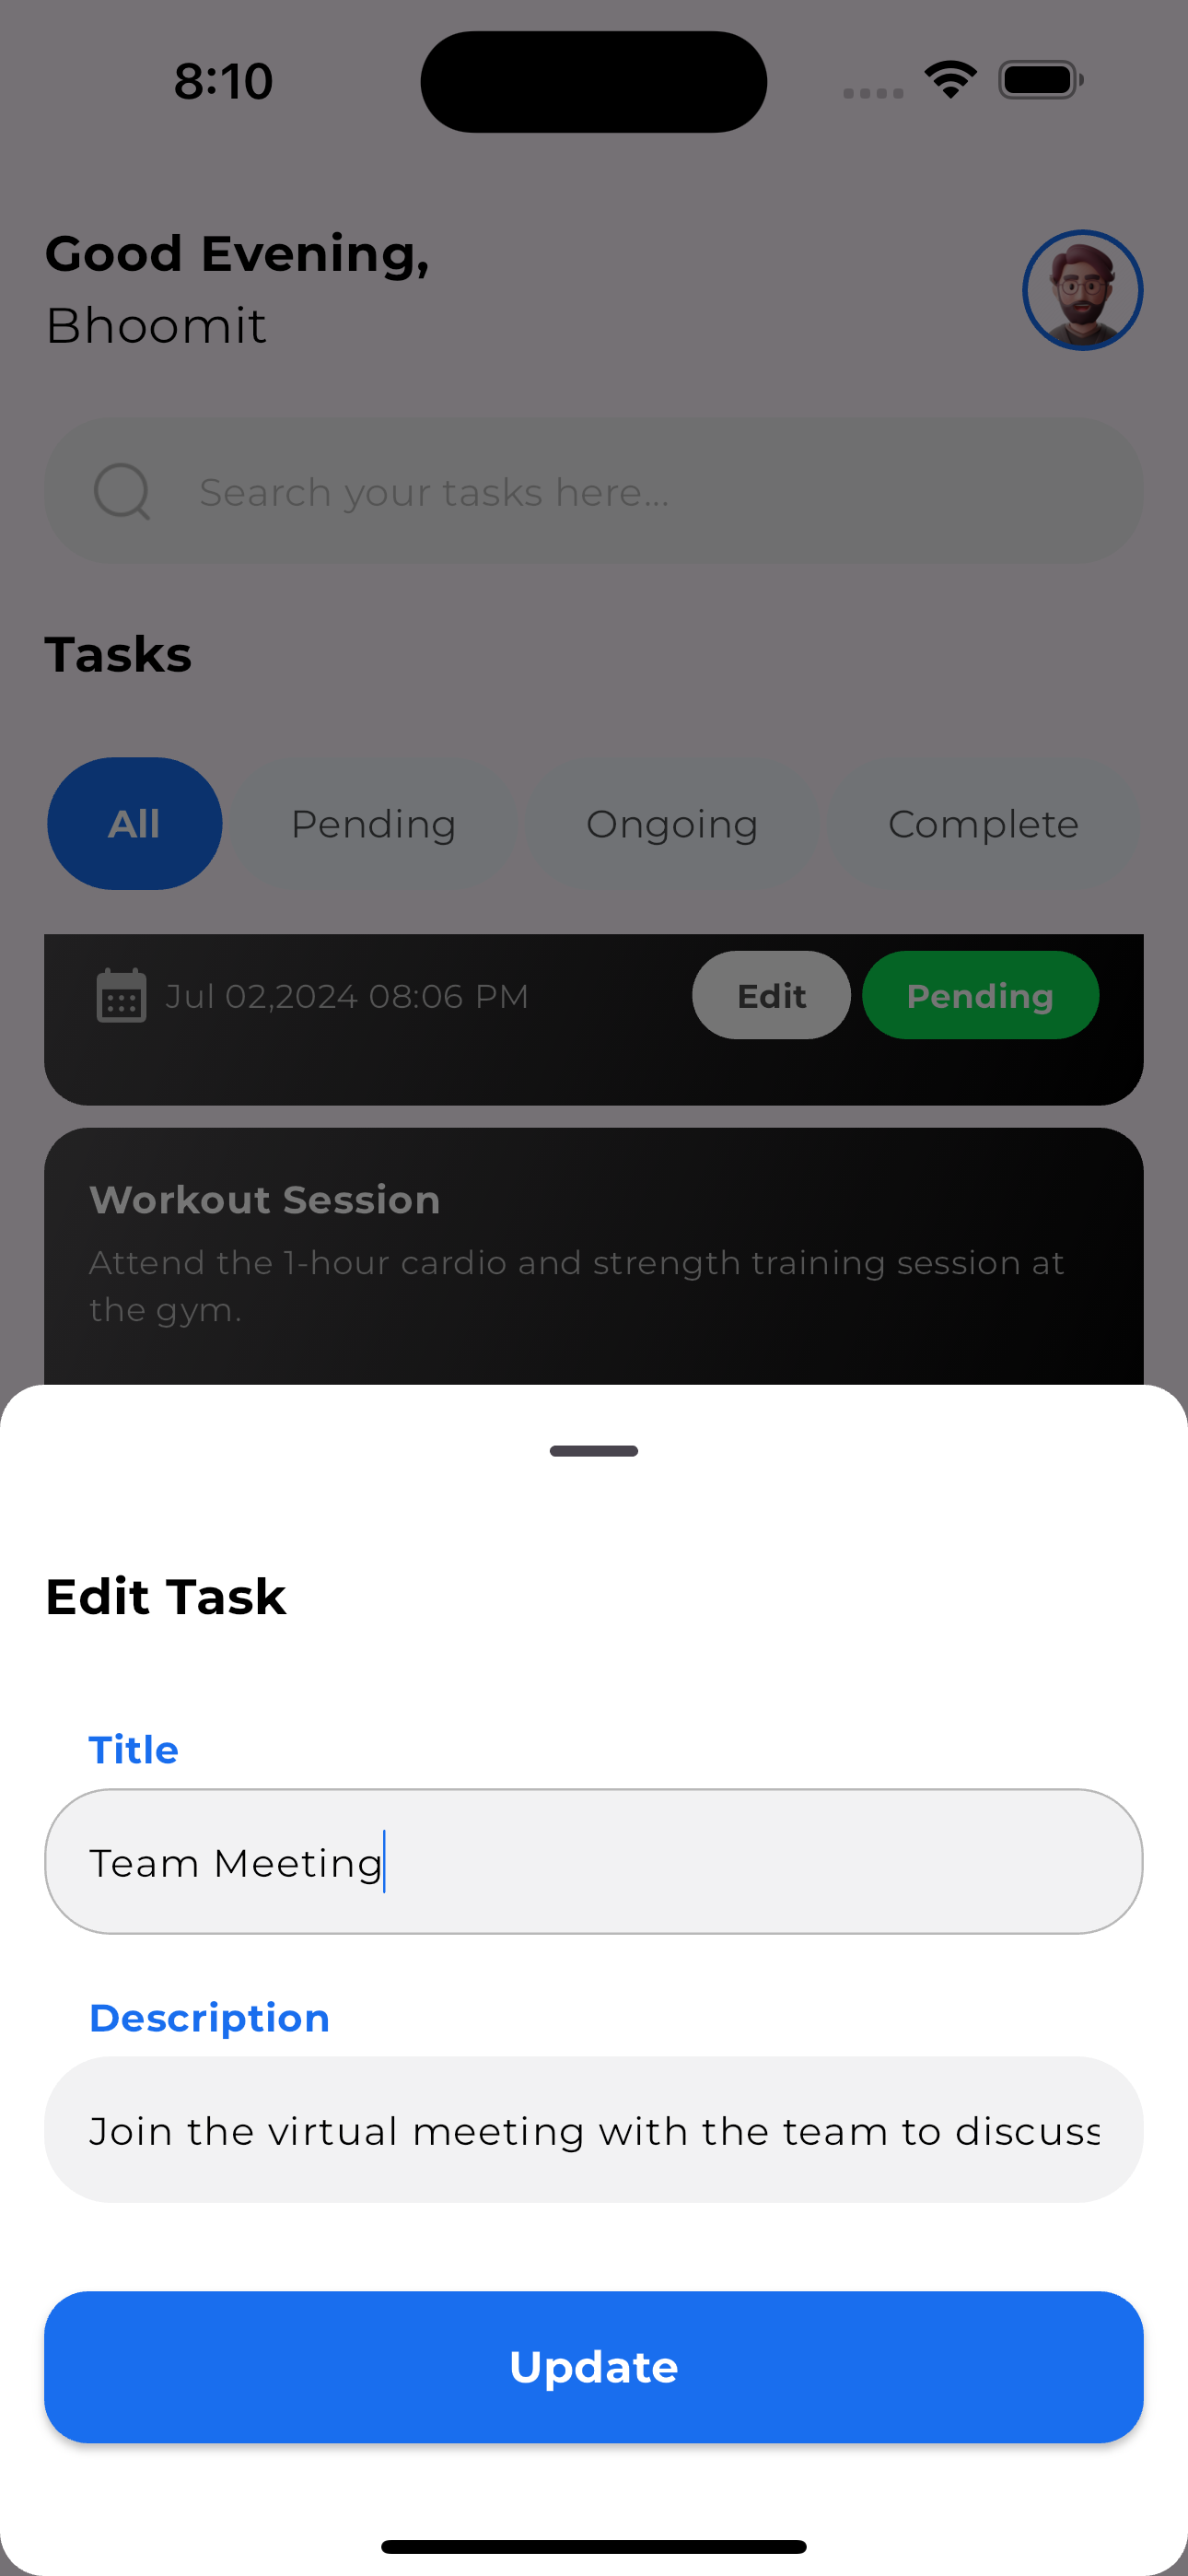 8:10
Good Evening,
Bhoomit
Search your tasks here...
Tasks
All Pending Ongoing Complete
Jul 02,2024 08:06 PM Edit Pending
Workout Session
Attend the 1-hour cardio and strength training session at
the gym.
Edit Task
Title
Team Meeting
Description
Join the virtual meeting with the team to discuss
Update